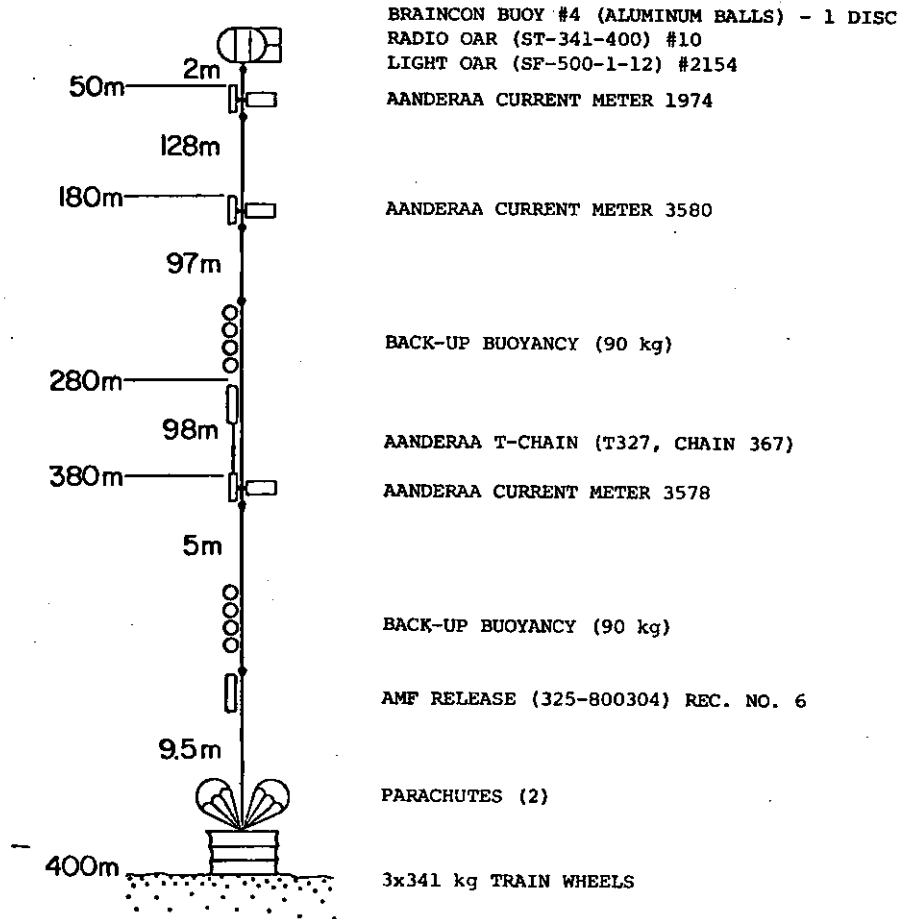 BRAINCON BUOY #4 (ALUMINUM BALLS) - 1 DISC
RADIO OAR (ST-341-400) #10
LIGHT OAR (SF-500-1-12) #2154
2m
50m
AANDERAA CURRENT METER 1974
128m
180m
AANDERAA CURRENT METER 3580
97m
BACK-UP BUOYANCY (90 kg)
280m
98m
AANDERAA T-CHAIN (T327, CHAIN 367)
380m
AANDERAA CURRENT METER 3578
5m
BACK-UP BUOYANCY (90 kg)
AMF RELEASE (325-800304) REC. NO. 6
9.5m
PARACHUTES (2)
400m
3x341 kg TRAIN WHEELS